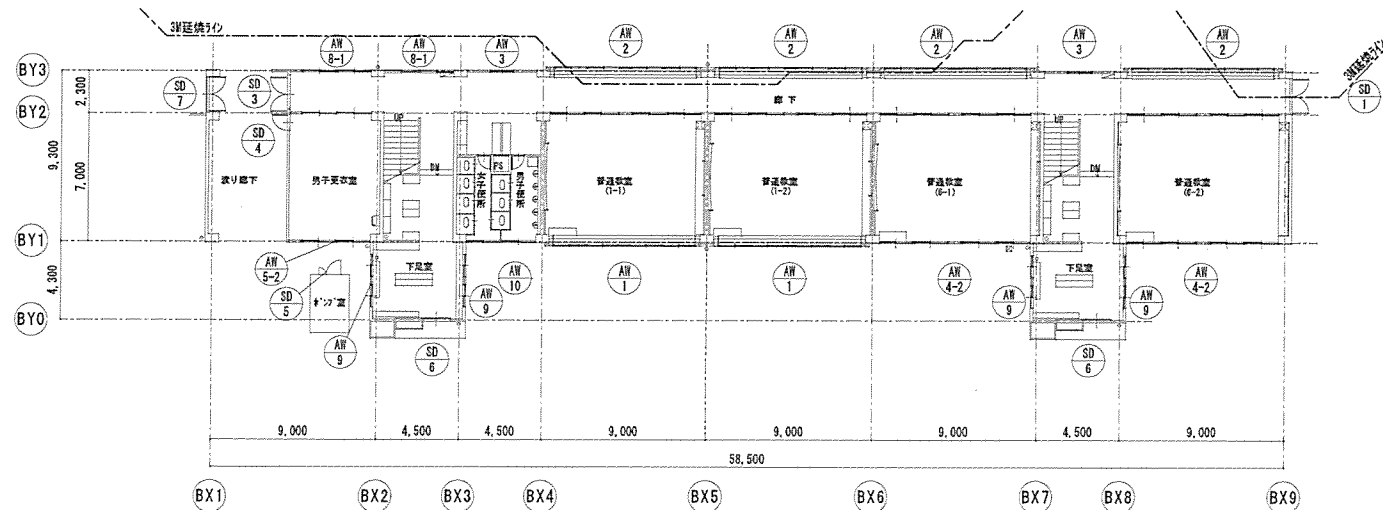 3M延焼ライン
AW
8-1
AW
8-1
AW
3
AW
2
AW
2
AW
2
AW
3
AW
2
3M延焼ライン
BY3
SD
7
SD
3
SD
1
2,300
廊 下
BY2
SD
4
UP
UP
9,300
7,000
DN
DN
PS
渡り廊下
男子更衣室
女子便所
男子便所
普通教室
(1-1)
普通教室
(1-2)
普通教室
(6-1)
普通教室
(6-2)
BY1
AW
5-2
下足室
下足室
4,300
SD
5
ポンプ室
AW
9
AW
10
AW
1
AW
1
AW
4-2
AW
9
AW
9
AW
4-2
BY0
AW
9
SD
6
SD
6
9,000
4,500
4,500
9,000
9,000
9,000
4,500
9,000
58,500
BX1
BX2
BX3
BX4
BX5
BX6
BX7
BX8
BX9